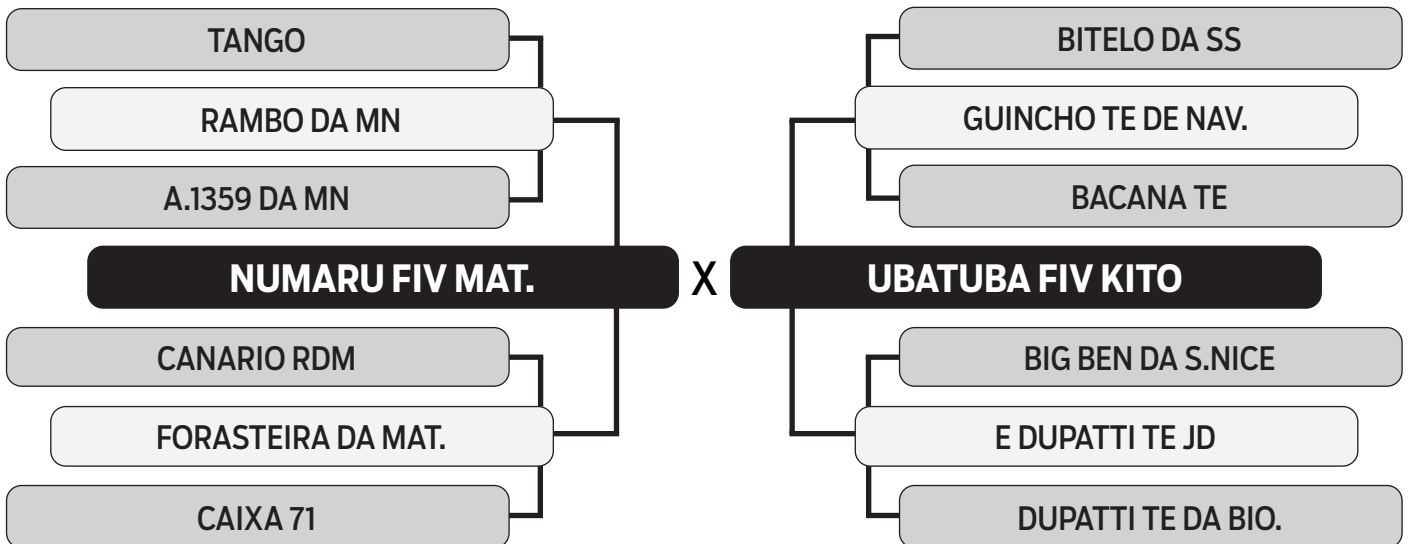 TANGO
RAMBO DA MN
A.1359 DA MN
NUMARU FIV MAT.
CANARIO RDM
FORASTEIRA DA MAT.
CAIXA 71
X
BITELO DA SS
GUINCHO TE DE NAV.
BACANA TE
UBATUBA FIV KITO
BIG BEN DA S.NICE
E DUPATTI TE JD
DUPATTI TE DA BIO.